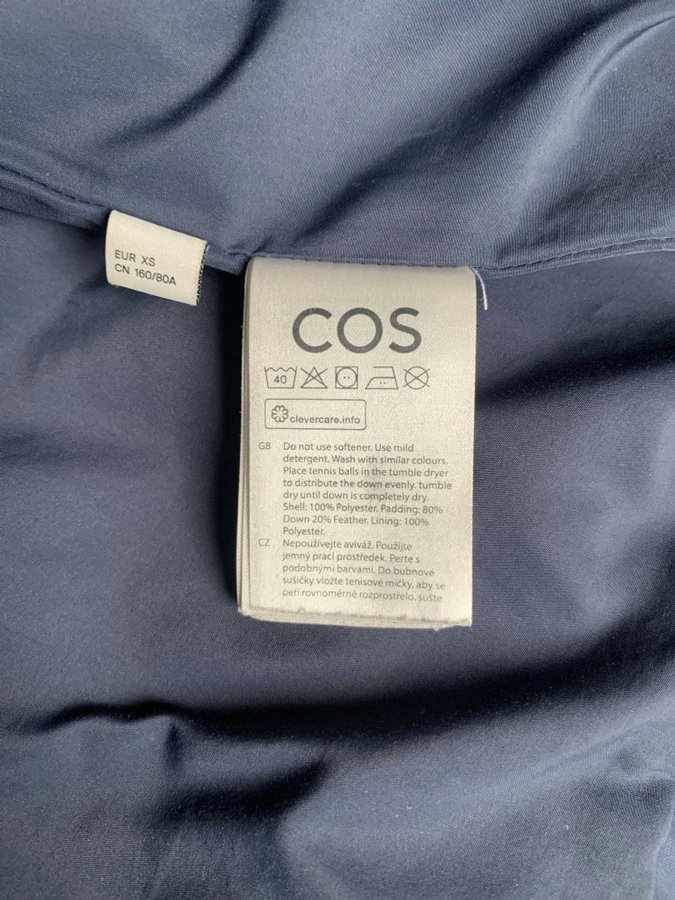 EUR XS
CN 160/80A
COS
40
clevercare.info
GB Do not use softener. Use mild
detergent. Wash with similar colours.
Place tennis balls in the tumble dryer
to distribute the down evenly. tumble
dry until down is completely dry.
Shell: 100% Polyester. Padding: 80%
Down 20% Feather. Lining: 100%
Polyester.
CZ Nepoužívejte aviváž. Použijte
jemný prací prostředek. Perte s
podobnými barvami. Do bubnové
sušičky vložte tenisové míčky, aby se
peří rovnoměrně rozprostřelo. sušte